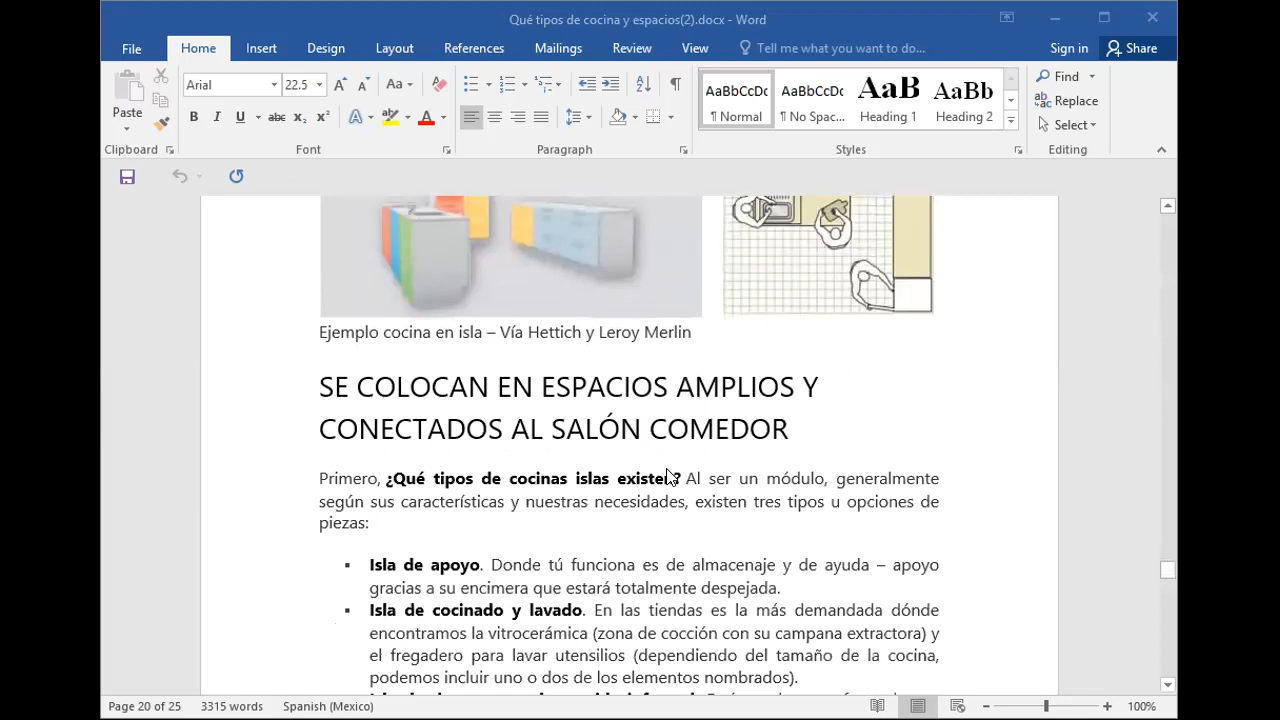 Qué tipos de cocina y espacios(2).docx - Word
File Home Insert Design Layout References Mailings Review View Tell me what you want to do... Sign in Share
Paste
Clipboard
Arial 22.5
Font
Paragraph
AaBbCcDc AaBbCcDc AaB AaBb
¶ Normal ¶ No Spac... Heading 1 Heading 2
Styles
Find
Replace
Select
Editing
Ejemplo cocina en isla – Vía Hettich y Leroy Merlin
SE COLOCAN EN ESPACIOS AMPLIOS Y
CONECTADOS AL SALÓN COMEDOR
Primero, ¿Qué tipos de cocinas islas existen? Al ser un módulo, generalmente
según sus características y nuestras necesidades, existen tres tipos u opciones de
piezas:
▪ Isla de apoyo. Donde tú funciona es de almacenaje y de ayuda – apoyo
gracias a su encimera que estará totalmente despejada.
▪ Isla de cocinado y lavado. En las tiendas es la más demandada dónde
encontramos la vitrocerámica (zona de cocción con su campana extractora) y
el fregadero para lavar utensilios (dependiendo del tamaño de la cocina,
podemos incluir uno o dos de los elementos nombrados).
Page 20 of 25 3315 words Spanish (Mexico) 100%